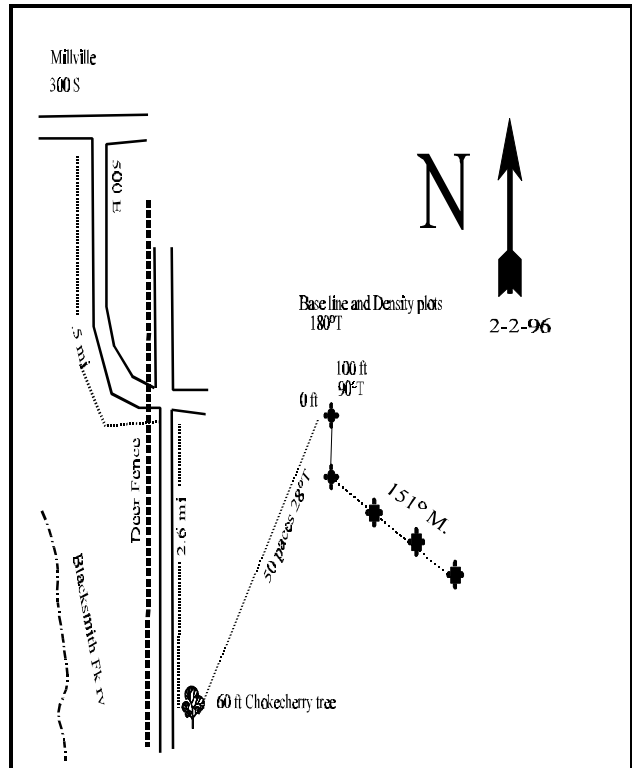 Millville
300 S
500 E
N
2-2-96
Base line and Density plots
180°T
100 ft
90°T
0 ft
.5 mi.
Deer Fence
2.6 mi
50 paces 28°T
151° M.
Blacksmith Fk rv
60 ft Chokecherry tree